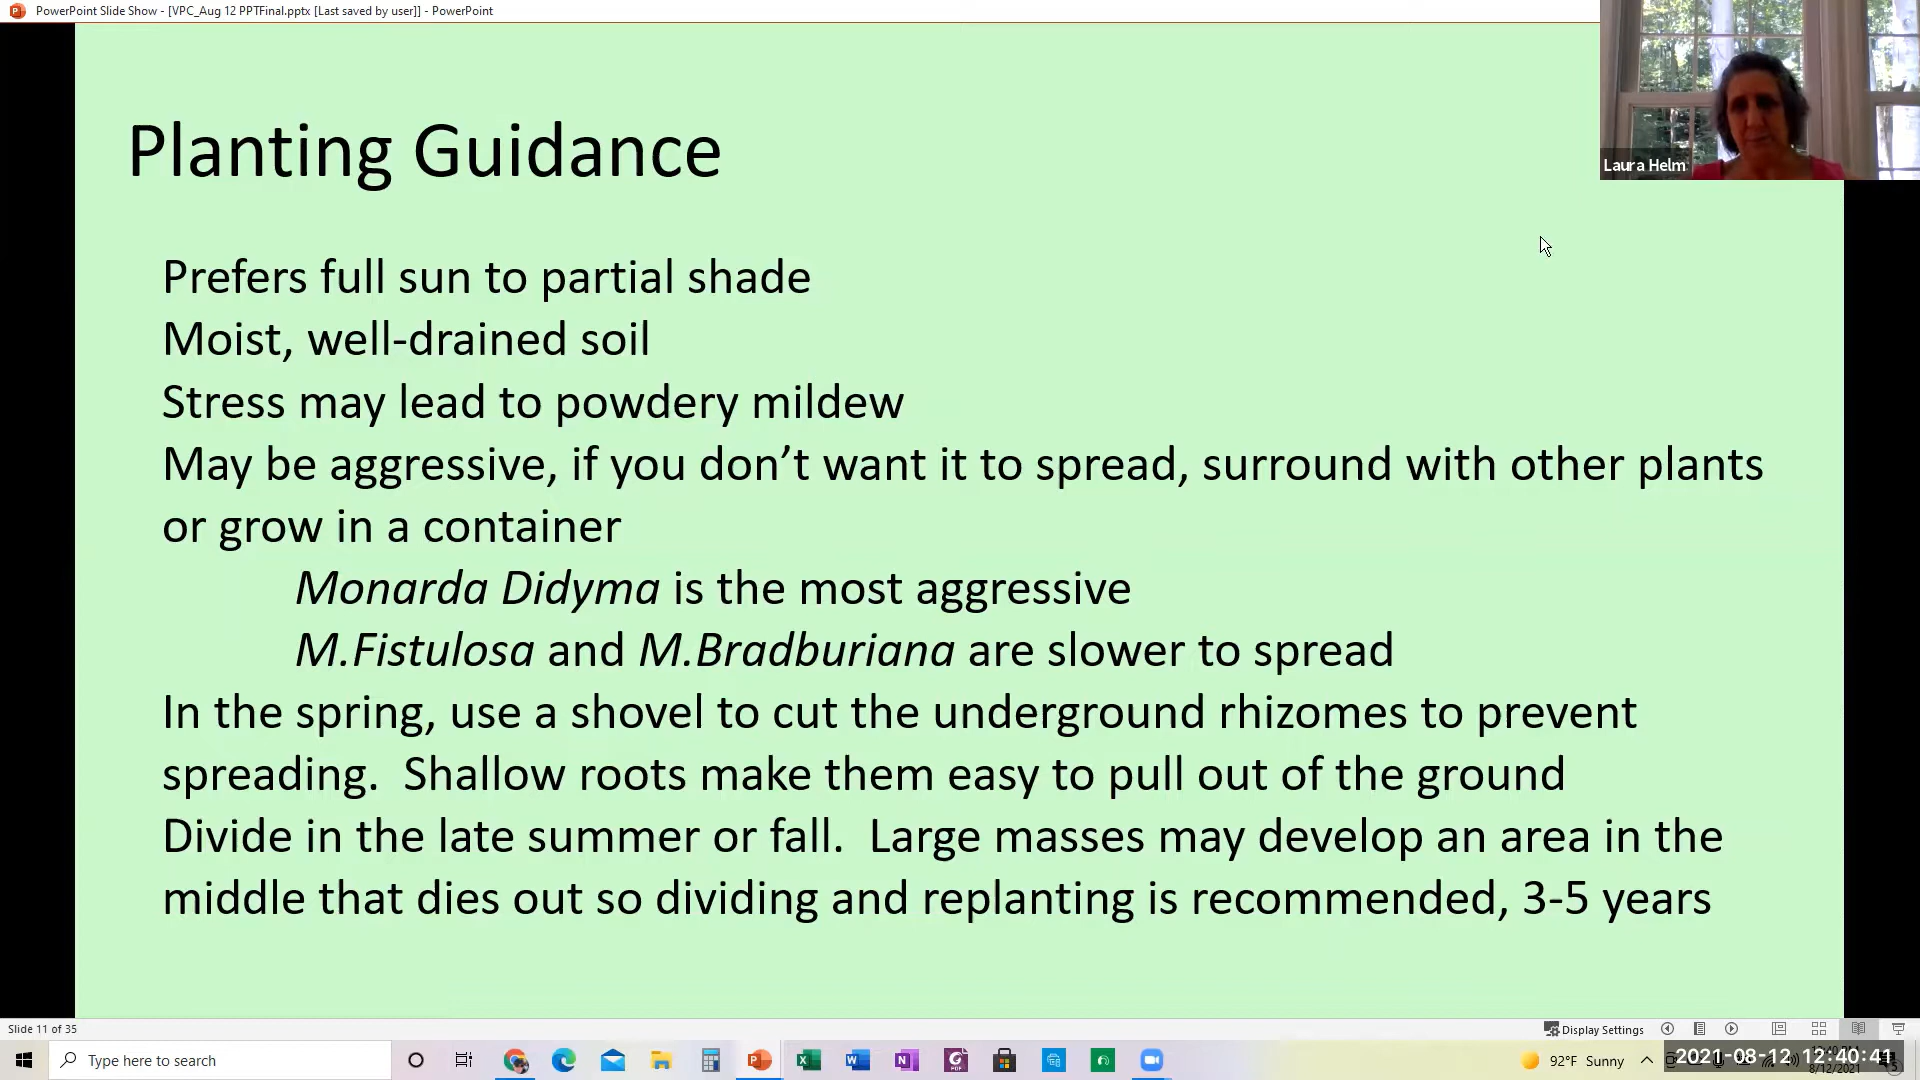 PowerPoint Slide Show - [VPC_Aug 12 PPTFinal.pptx [Last saved by user]] - PowerPoint
Laura Helm
Planting Guidance
Prefers full sun to partial shade
Moist, well-drained soil
Stress may lead to powdery mildew
May be aggressive, if you don’t want it to spread, surround with other plants
or grow in a container
Monarda Didyma is the most aggressive
M.Fistulosa and M.Bradburiana are slower to spread
In the spring, use a shovel to cut the underground rhizomes to prevent
spreading.  Shallow roots make them easy to pull out of the ground
Divide in the late summer or fall.  Large masses may develop an area in the
middle that dies out so dividing and replanting is recommended, 3-5 years
Slide 11 of 35
Display Settings
Type here to search
92°F Sunny
2021-08-12 12:40:41
8/12/2021